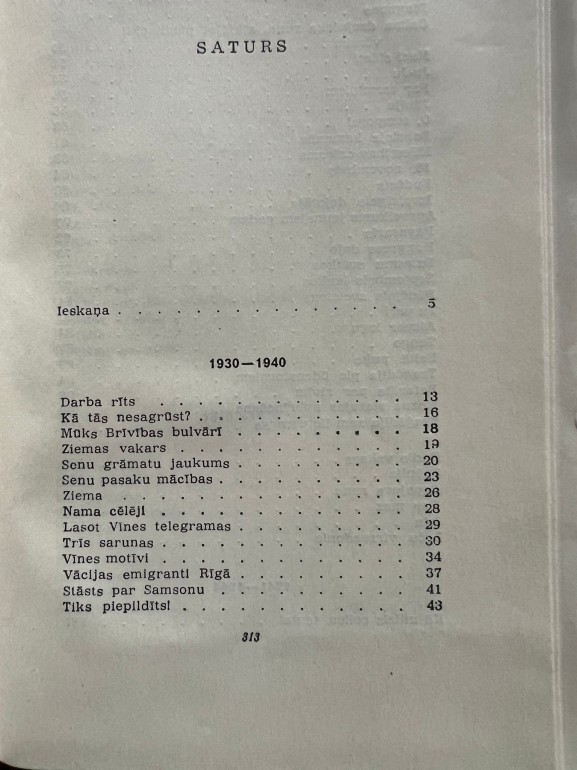 SATURS
Ieskaņa . . . . . . . . . . . . . . . . 5
1930—1940
Darba rīts . . . . . . . . . . . . . 13
Kā tās nesagrūst? . . . . . . . . . . . 16
Mūks Brīvības bulvārī . . . . . . . . . 18
Ziemas vakars . . . . . . . . . . . . 19
Senu grāmatu jaukums . . . . . . . . . 20
Senu pasaku mācības . . . . . . . . . . 23
Ziema . . . . . . . . . . . . . . . 26
Nama cēlēji . . . . . . . . . . . . . 28
Lasot Vīnes telegramas . . . . . . . . . 29
Trīs sarunas . . . . . . . . . . . . . 30
Vīnes motīvi . . . . . . . . . . . . . 34
Vācijas emigranti Rīgā . . . . . . . . . 37
Stāsts par Samsonu . . . . . . . . . . 41
Tiks piepildīts! . . . . . . . . . . . . 43
313